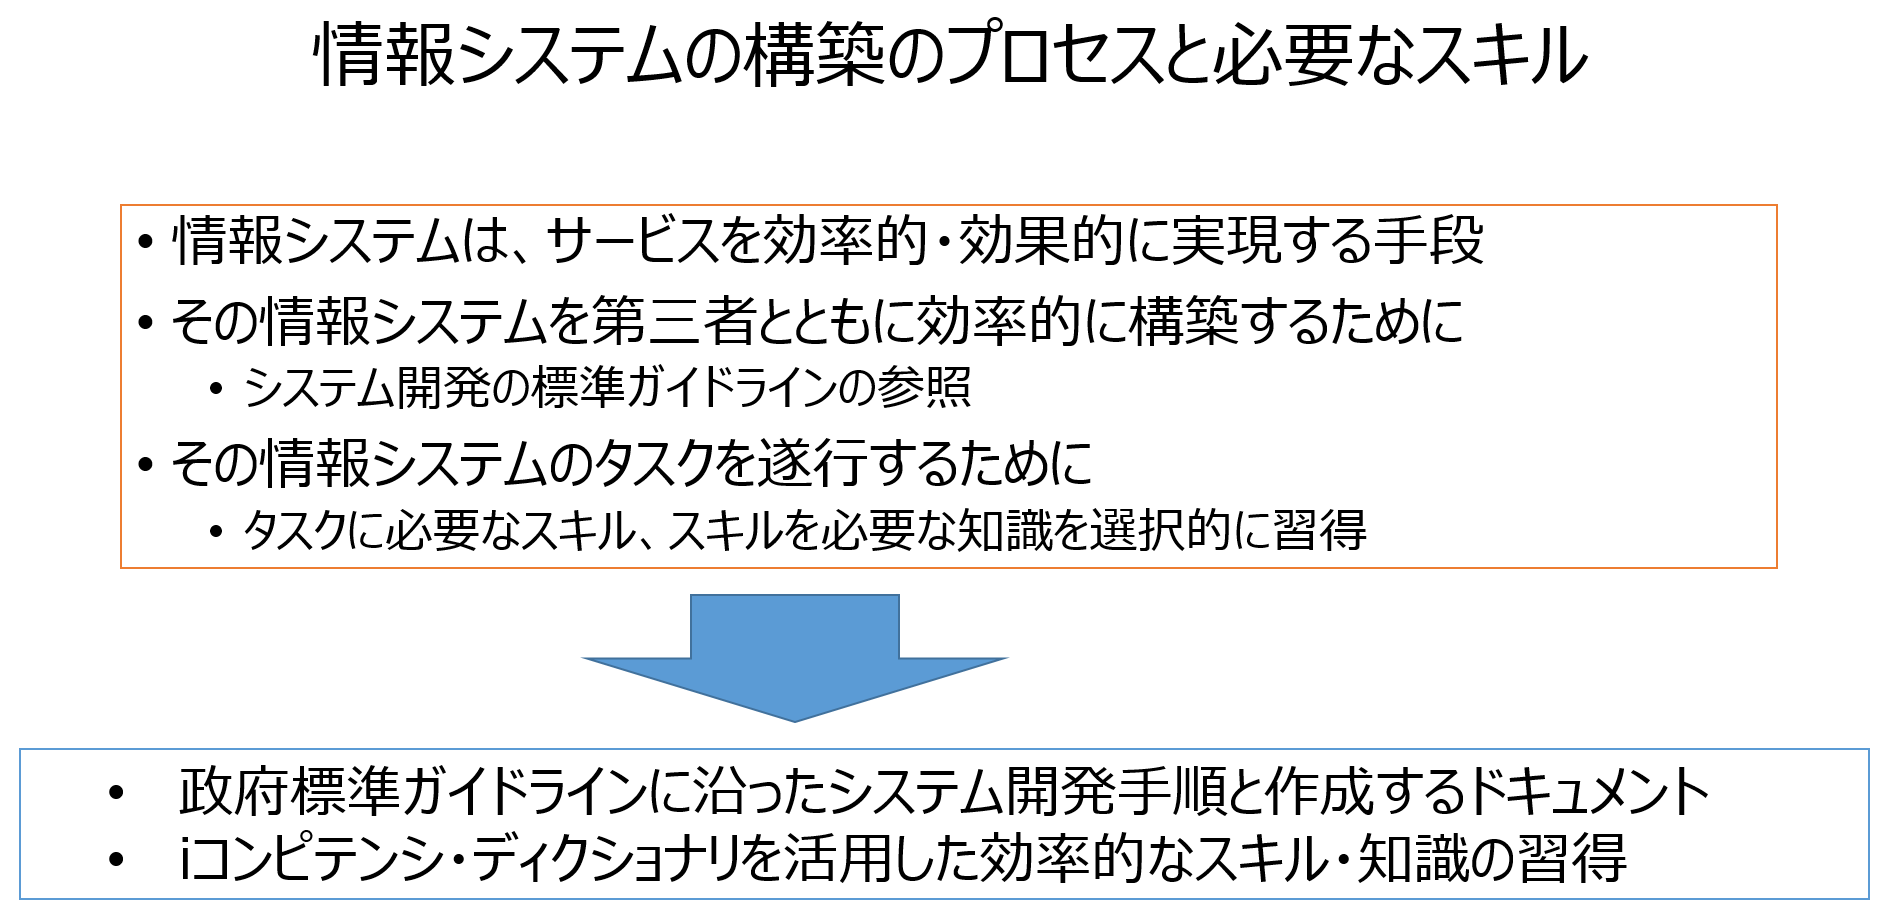 情報システムの構築のプロセスと必要なスキル
• 情報システムは、サービスを効率的・効果的に実現する手段
• その情報システムを第三者とともに効率的に構築するために
• システム開発の標準ガイドラインの参照
• その情報システムのタスクを遂行するために
• タスクに必要なスキル、スキルを必要な知識を選択的に習得
• 政府標準ガイドラインに沿ったシステム開発手順と作成するドキュメント
• iコンピテンシ・ディクショナリを活用した効率的なスキル・知識の習得